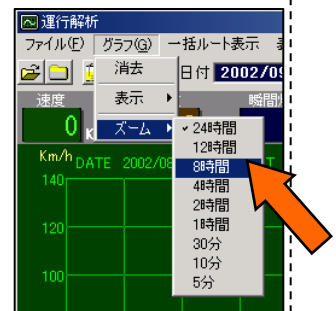 運行解析
ファイル(F) グラフ(G) 一括ルート表示
消去 日付 2002/09
表示
速度 瞬間
0 K
ズーム
✓ 24時間
12時間
8時間
4時間
2時間
1時間
30分
10分
5分
Km/h DATE 2002/08 T
140
120
100